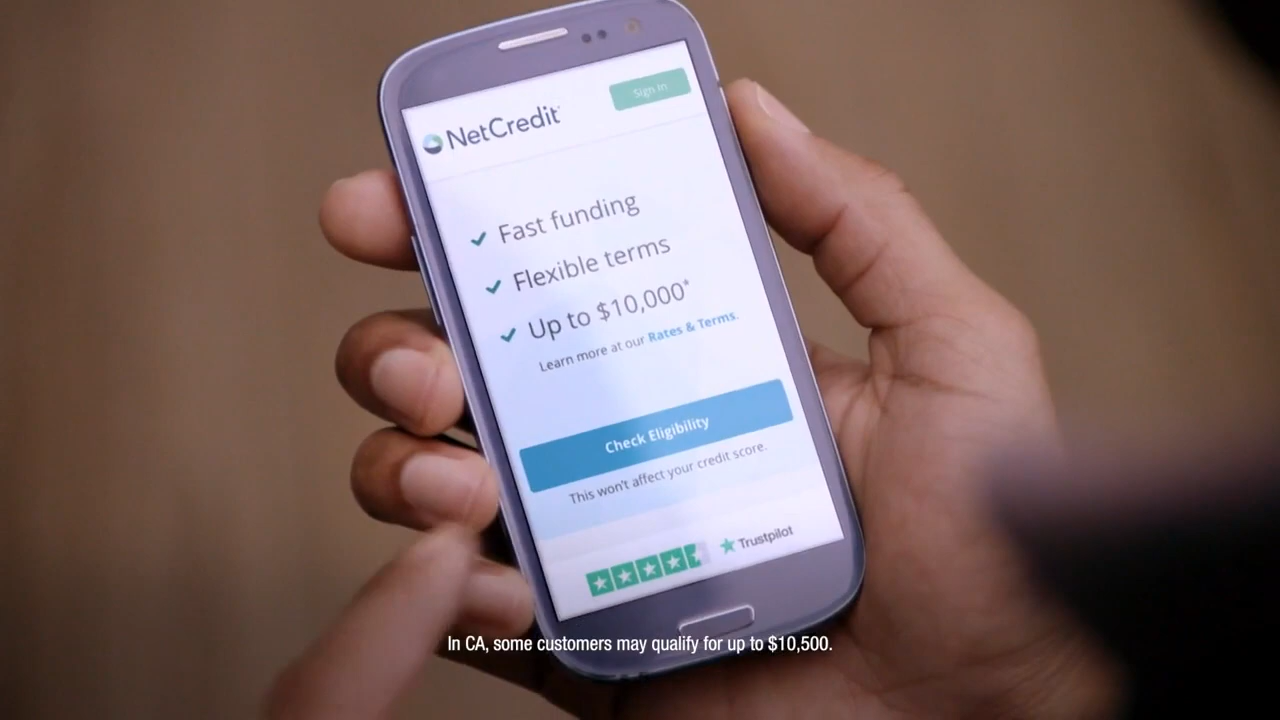 NetCredit
Sign In
Fast funding
Flexible terms
Up to $10,000*
Learn more at our Rates & Terms.
Check Eligibility
This won't affect your credit score.
Trustpilot
In CA, some customers may qualify for up to $10,500.